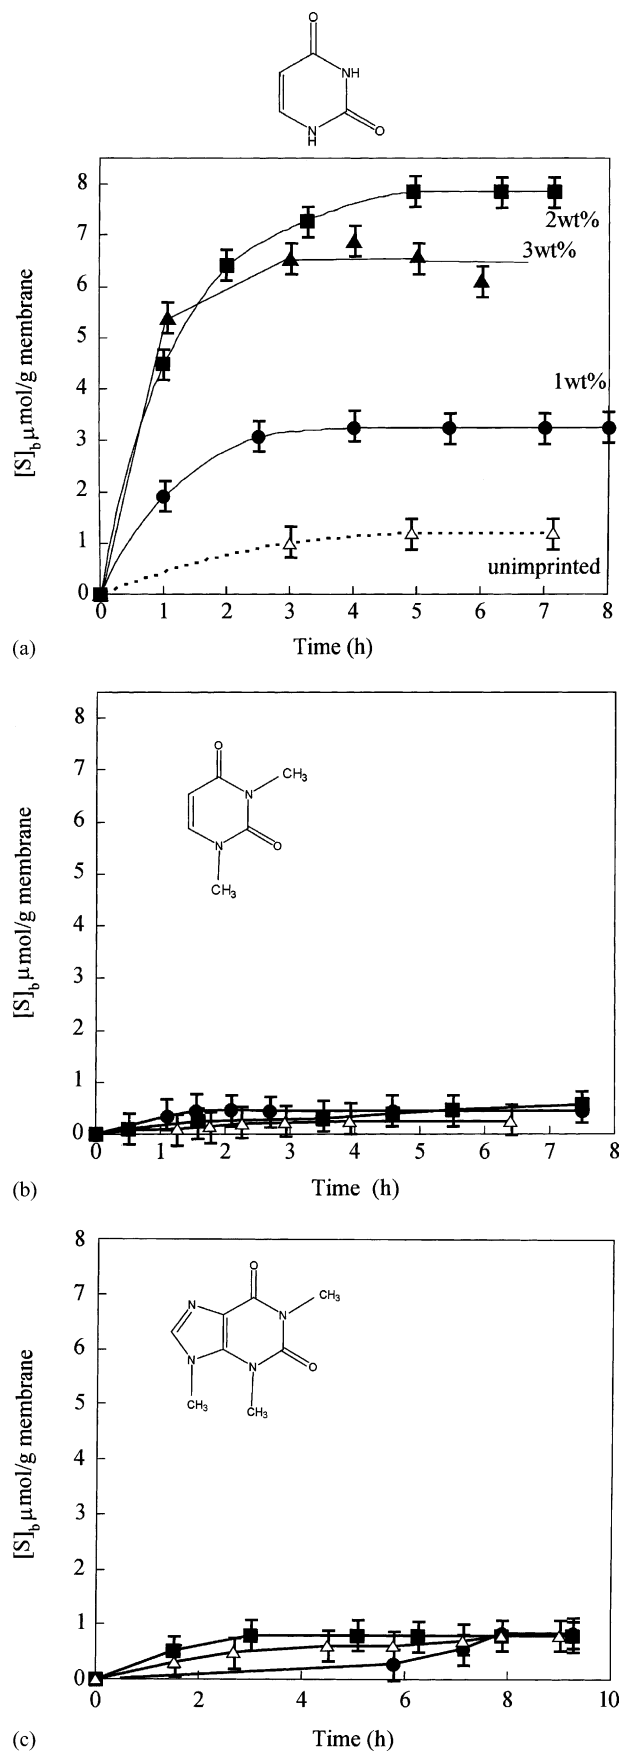 O
NH
N
H
O
8
7
6
5
4
3
2
1
0
[S]b μmol/g membrane
2wt%
3wt%
1wt%
unimprinted
0 1 2 3 4 5 6 7 8
Time (h)
(a)
8
7
6
5
4
3
2
1
0
[S]b μmol/g membrane
O
CH3
N
N
O
CH3
0 1 2 3 4 5 6 7 8
Time (h)
(b)
8
7
6
5
4
3
2
1
0
[S]b μmol/g membrane
O
CH3
N
N
O
N
N
CH3
CH3
0 2 4 6 8 10
Time (h)
(c)